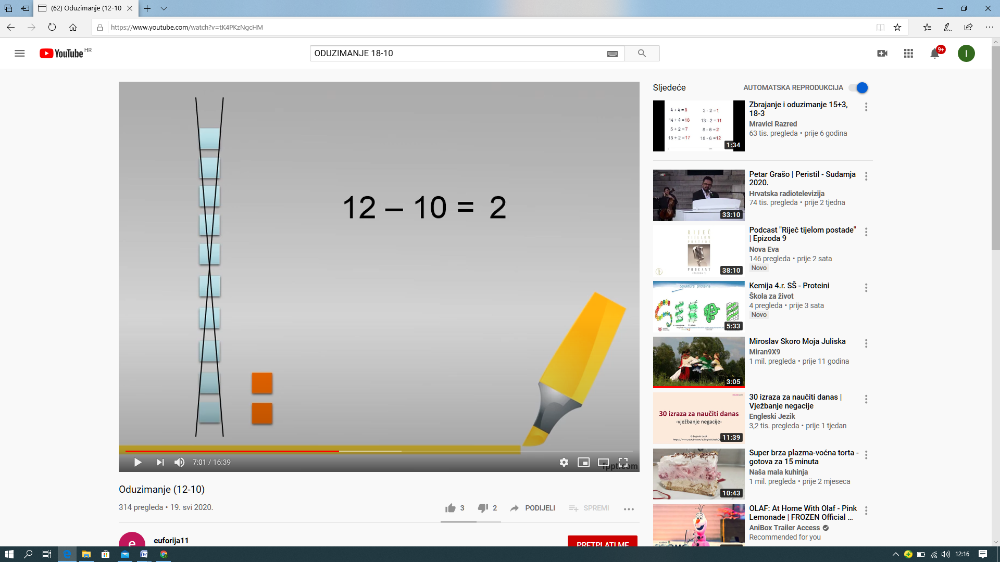 (62) Oduzimanje (12-10
https://www.youtube.com/watch?v=tK4PKzNgcHM
YouTube HR
ODUZIMANJE 18-10
9+
I
12 – 10 = 2
7:01 / 16:39
fppt.com
Oduzimanje (12-10)
314 pregleda • 19. svi 2020.
3
2
PODIJELI
SPREMI
e
euforija11
PRETPLATI ME
Sljedeće
AUTOMATSKA REPRODUKCIJA
4 + 4 = 8 3 - 2 = 1
14 + 4 = 18 13 - 2 = 11
5 + 2 = 7 8 - 6 = 2
15 + 2 = 17 18 - 6 = 12
1:34
Zbrajanje i oduzimanje 15+3,
18-3
Mravici Razred
63 tis. pregleda • prije 6 godina
33:10
Petar Grašo | Peristil - Sudamja
2020.
Hrvatska radiotelevizija
74 tis. pregleda • prije 2 tjedna
RIJEČ
TIJELOM
POSTADE
PODCAST
38:10
Podcast "Riječ tijelom postade"
| Epizoda 9
Nova Eva
146 pregleda • prije 2 sata
Novo
Struktura proteina
5:33
Kemija 4.r. SŠ - Proteini
Škola za život
4 pregleda • prije 3 sata
Novo
3:05
Miroslav Skoro Moja Juliska
Miran9X9
1 mil. pregleda • prije 11 godina
30 izraza za naučiti danas
-vježbanje negacije-
© Engleski Jezik
11:39
30 izraza za naučiti danas |
Vježbanje negacije
Engleski Jezik
3,2 tis. pregleda • prije 1 tjedan
10:43
Super brza plazma-voćna torta -
gotova za 15 minuta
Naša mala kuhinja
1 mil. pregleda • prije 2 mjeseca
OLAF: At Home With Olaf - Pink
Lemonade | FROZEN Official ...
AniBox Trailer Access
Recommended for you
12:16